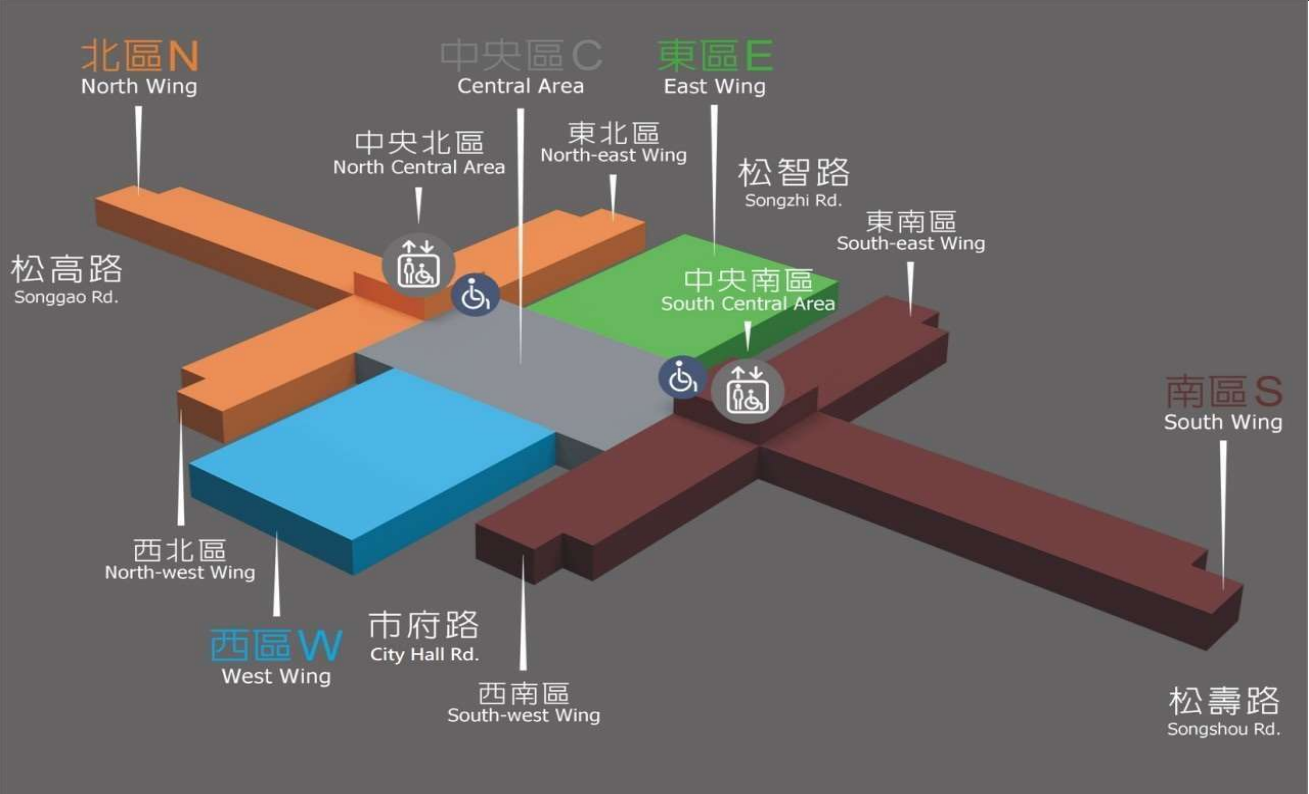 北區N
North Wing
中央區C
Central Area
東區E
East Wing
中央北區
North Central Area
東北區
North-east Wing
松智路
Songzhi Rd.
東南區
South-east Wing
松高路
Songgao Rd.
中央南區
South Central Area
南區S
South Wing
西北區
North-west Wing
西區W
West Wing
市府路
City Hall Rd.
西南區
South-west Wing
松壽路
Songshou Rd.